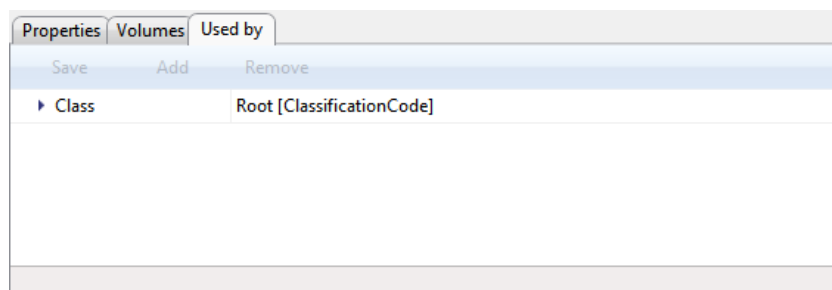 Properties Volumes Used by
Save Add Remove
Class Root [ClassificationCode]